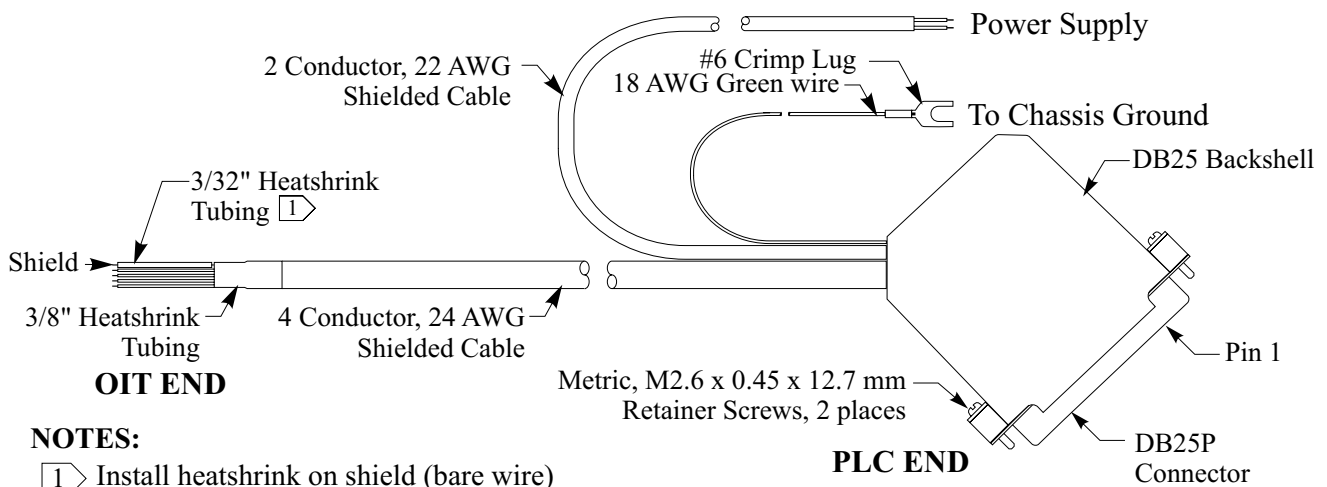 Power Supply
#6 Crimp Lug
2 Conductor, 22 AWG
Shielded Cable
18 AWG Green wire
To Chassis Ground
DB25 Backshell
3/32" Heatshrink
Tubing 1
Shield
3/8" Heatshrink
Tubing
4 Conductor, 24 AWG
Shielded Cable
OIT END
Pin 1
Metric, M2.6 x 0.45 x 12.7 mm
Retainer Screws, 2 places
NOTES:
1 Install heatshrink on shield (bare wire)
PLC END
DB25P
Connector